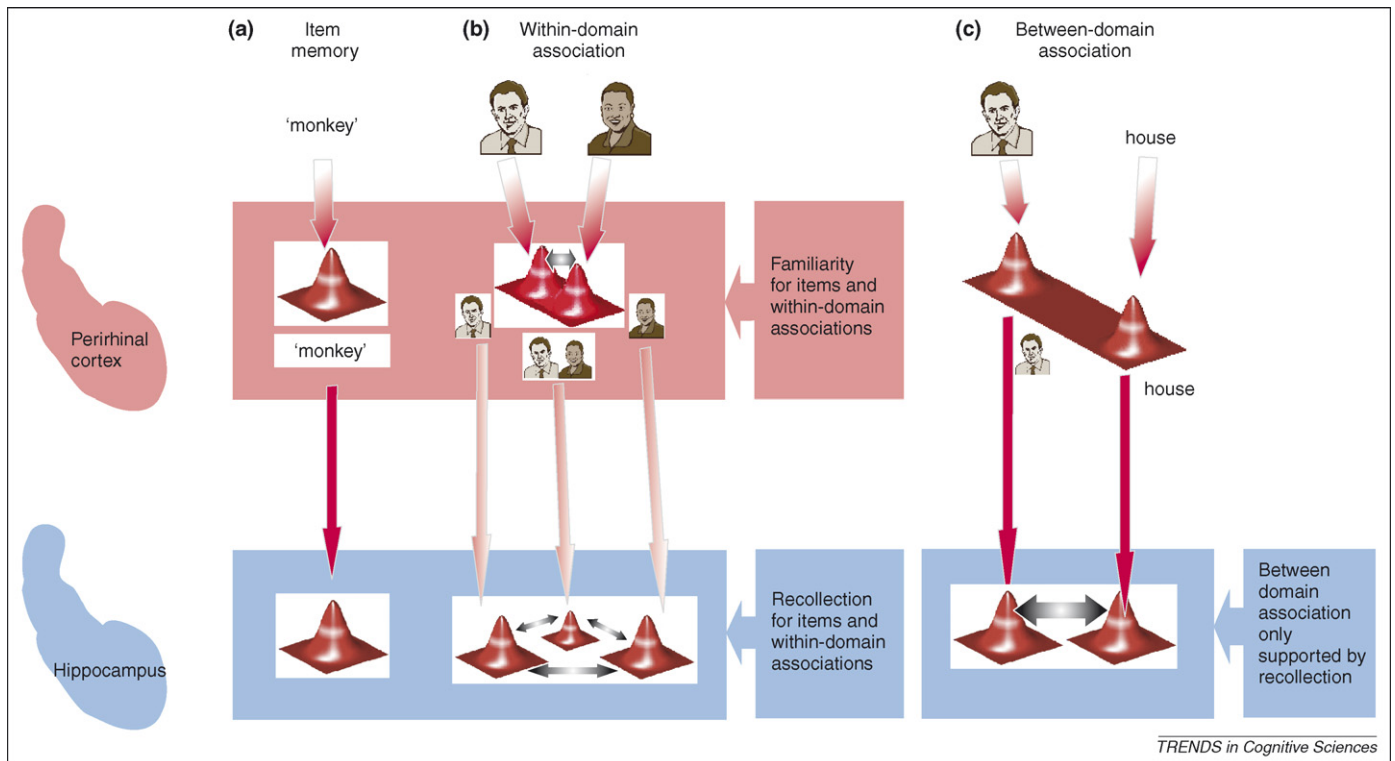 (a)
Item
memory
(b)
Within-domain
association
(c)
Between-domain
association
'monkey'
house
Perirhinal
cortex
'monkey'
Familiarity
for items and
within-domain
associations
house
Hippocampus
Recollection
for items and
within-domain
associations
Between
domain
association
only
supported by
recollection
TRENDS in Cognitive Sciences